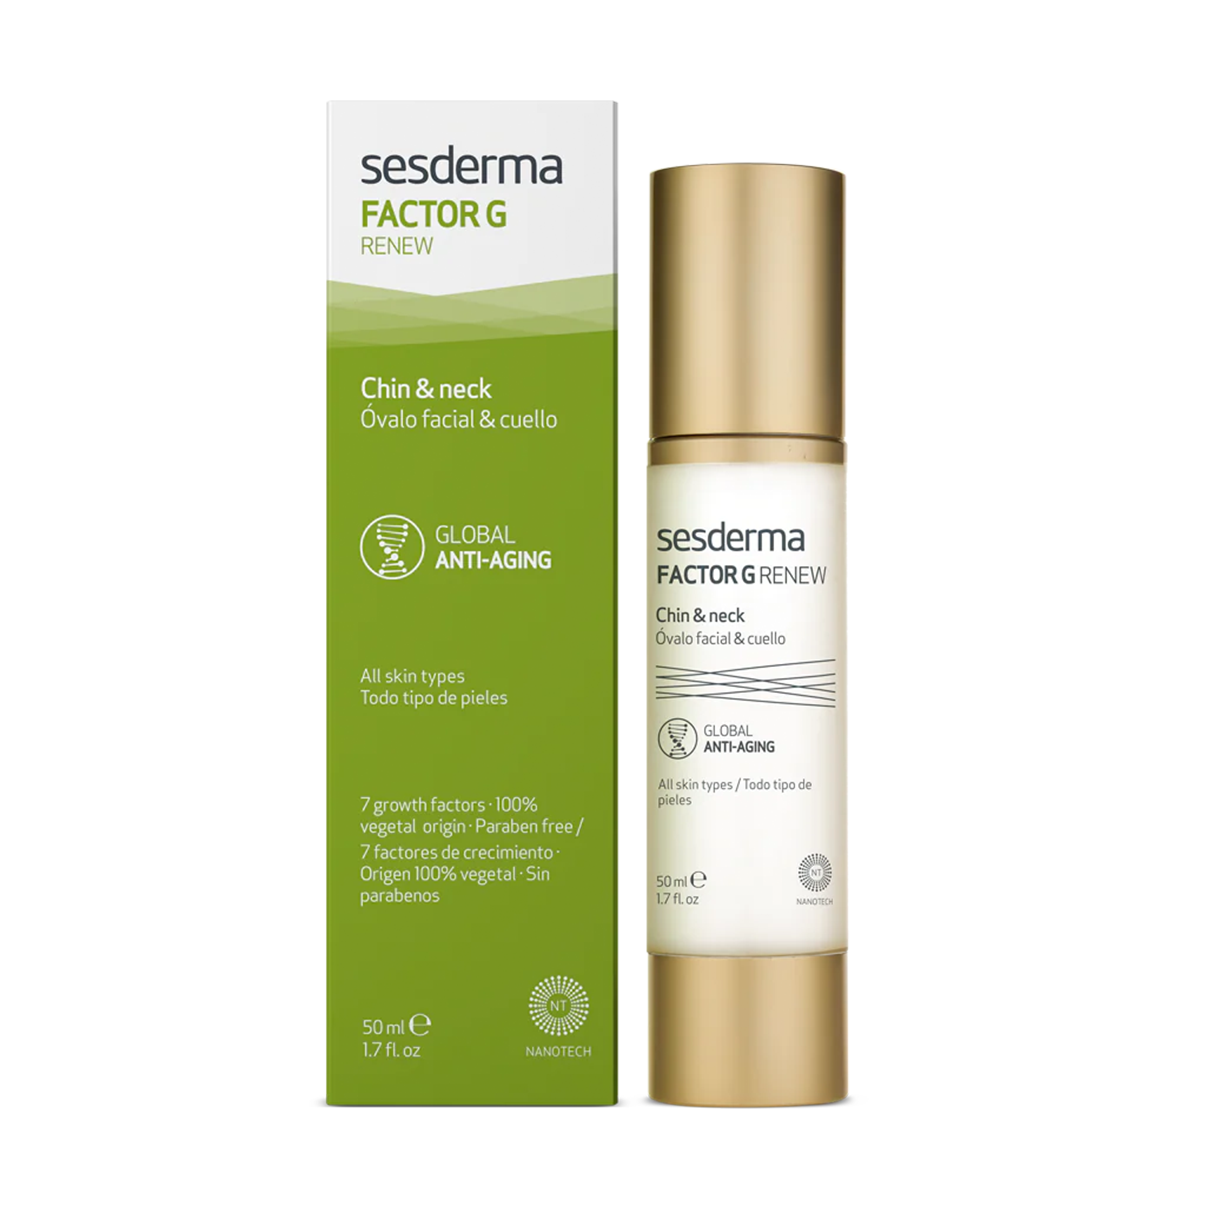 sesderma
FACTOR G
RENEW
Chin & neck
Óvalo facial & cuello
GLOBAL
ANTI-AGING
All skin types
Todo tipo de pieles
7 growth factors · 100%
vegetal origin · Paraben free /
7 factores de crecimiento ·
Origen 100% vegetal · Sin
parabenos
50 ml ℮
1.7 fl. oz
NT
NANOTECH
sesderma
FACTOR G RENEW
Chin & neck
Óvalo facial & cuello
GLOBAL
ANTI-AGING
All skin types / Todo tipo de
pieles
50 ml ℮
1.7 fl. oz
NT
NANOTECH